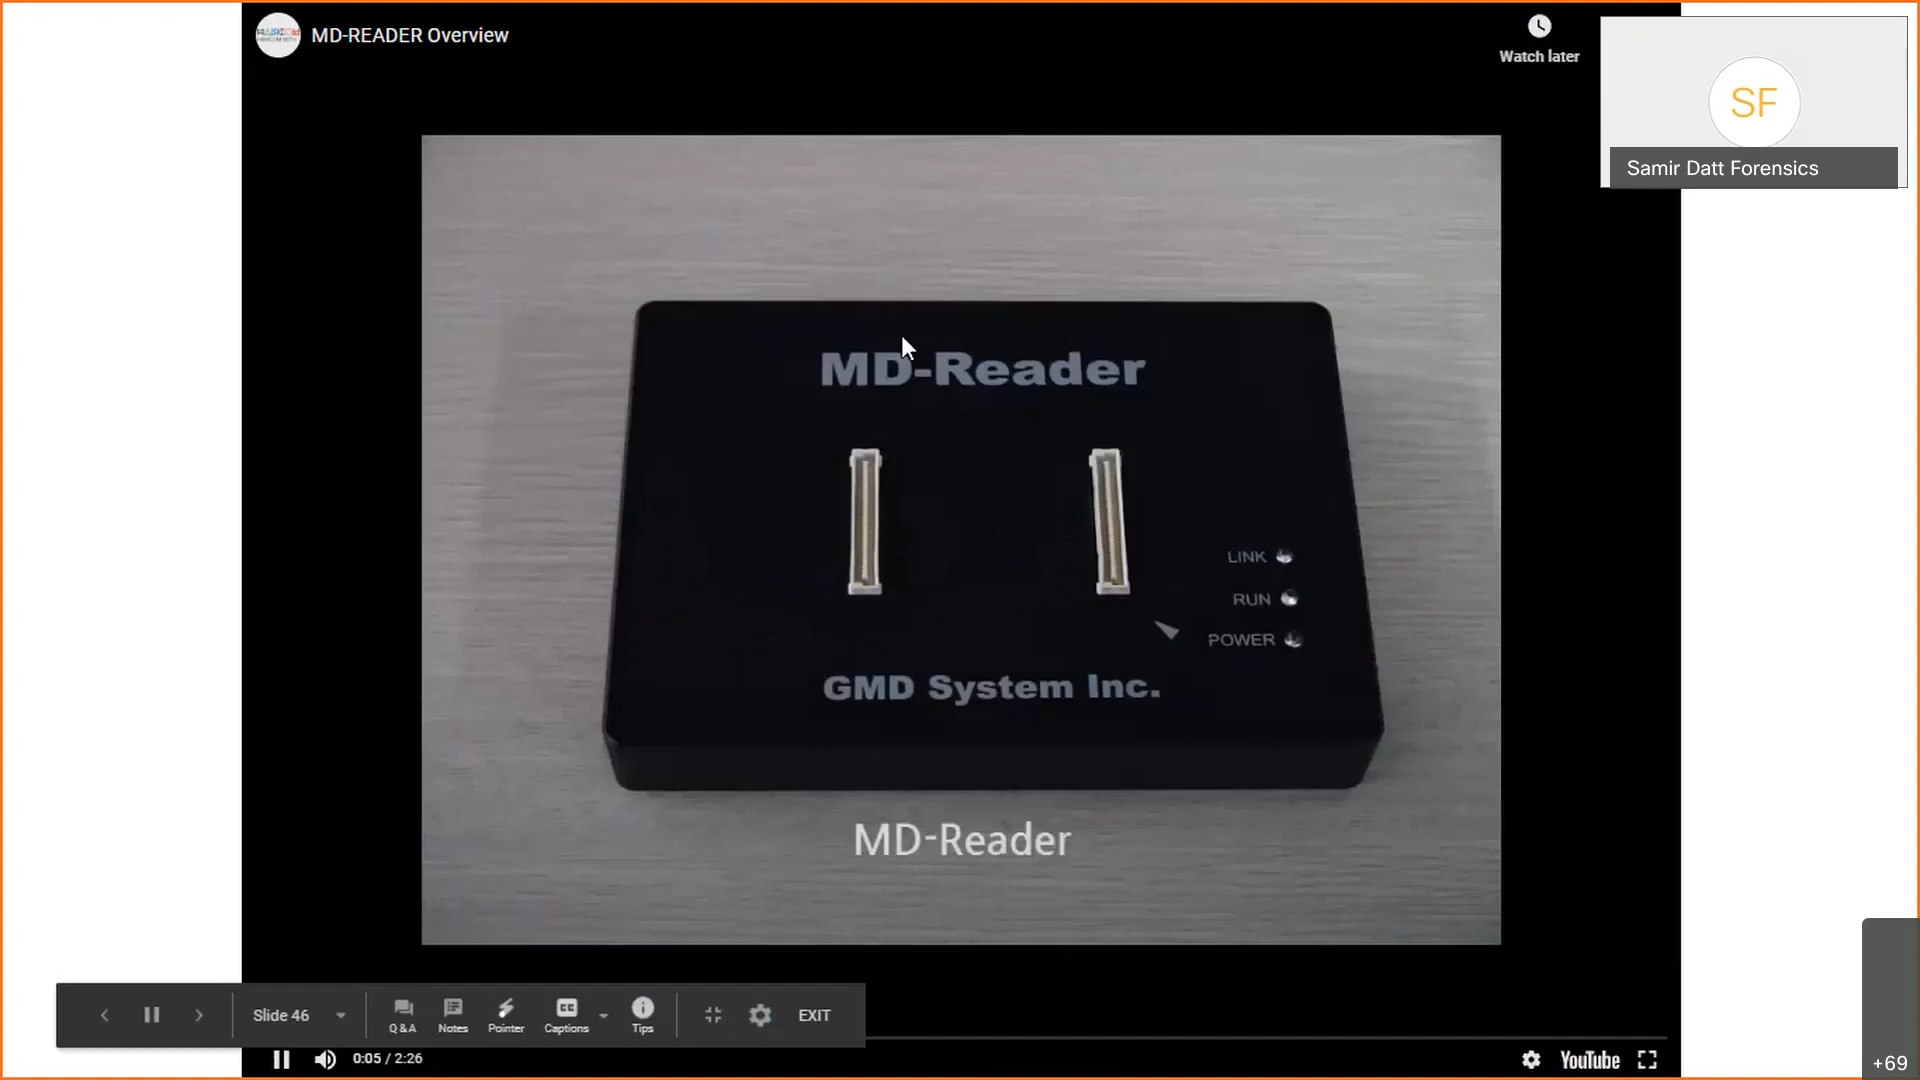 MD-READER Overview
Watch later
SF
Samir Datt Forensics
MD-Reader
LINK
RUN
POWER
GMD System Inc.
MD-Reader
Slide 46
Q&A
Notes
Pointer
CC
Captions
Tips
EXIT
0:05 / 2:26
YouTube
+69